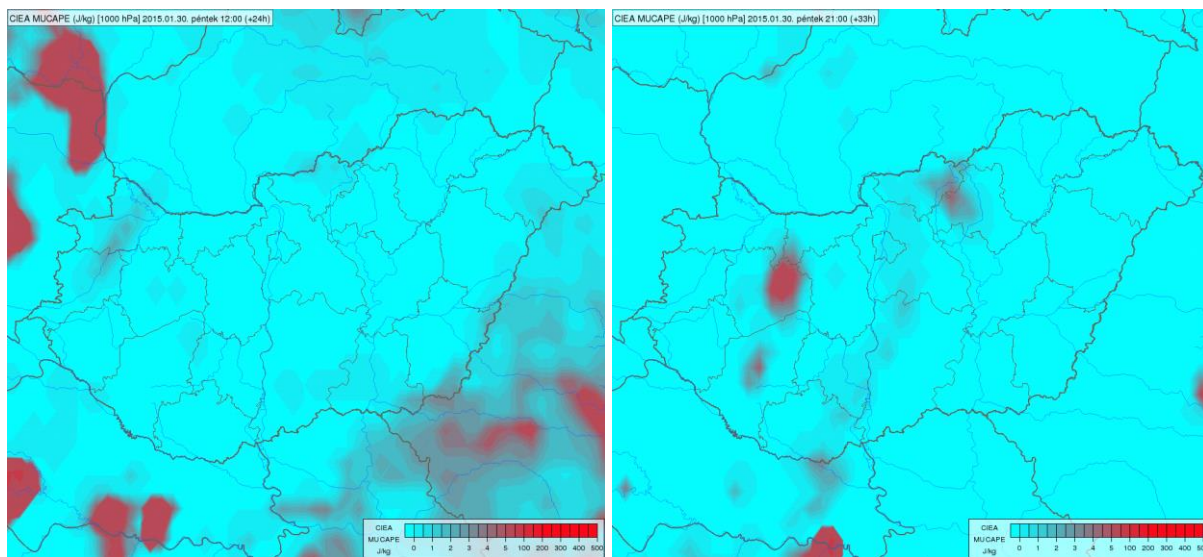 CIEA MUCAPE (J/kg) [1000 hPa] 2015.01.30. péntek 12:00 (+24h)
CIEA
MUCAPE
J/kg
0 1 2 3 4 5 100 200 300 400 500
CIEA MUCAPE (J/kg) [1000 hPa] 2015.01.30. péntek 21:00 (+33h)
CIEA
MUCAPE
J/kg
0 1 2 3 4 5 100 200 300 400